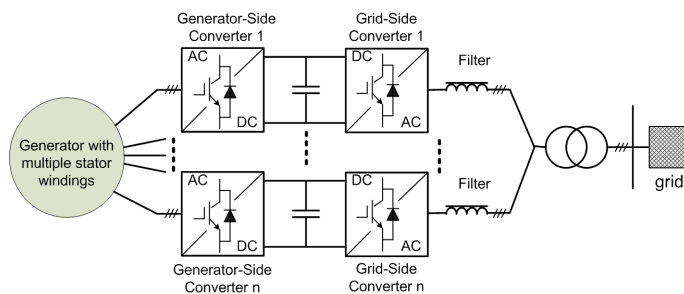 Generator-Side
Converter 1
Grid-Side
Converter 1
AC
DC
DC
AC
Filter
Generator with
multiple stator
windings
grid
AC
DC
DC
AC
Filter
Generator-Side
Converter n
Grid-Side
Converter n